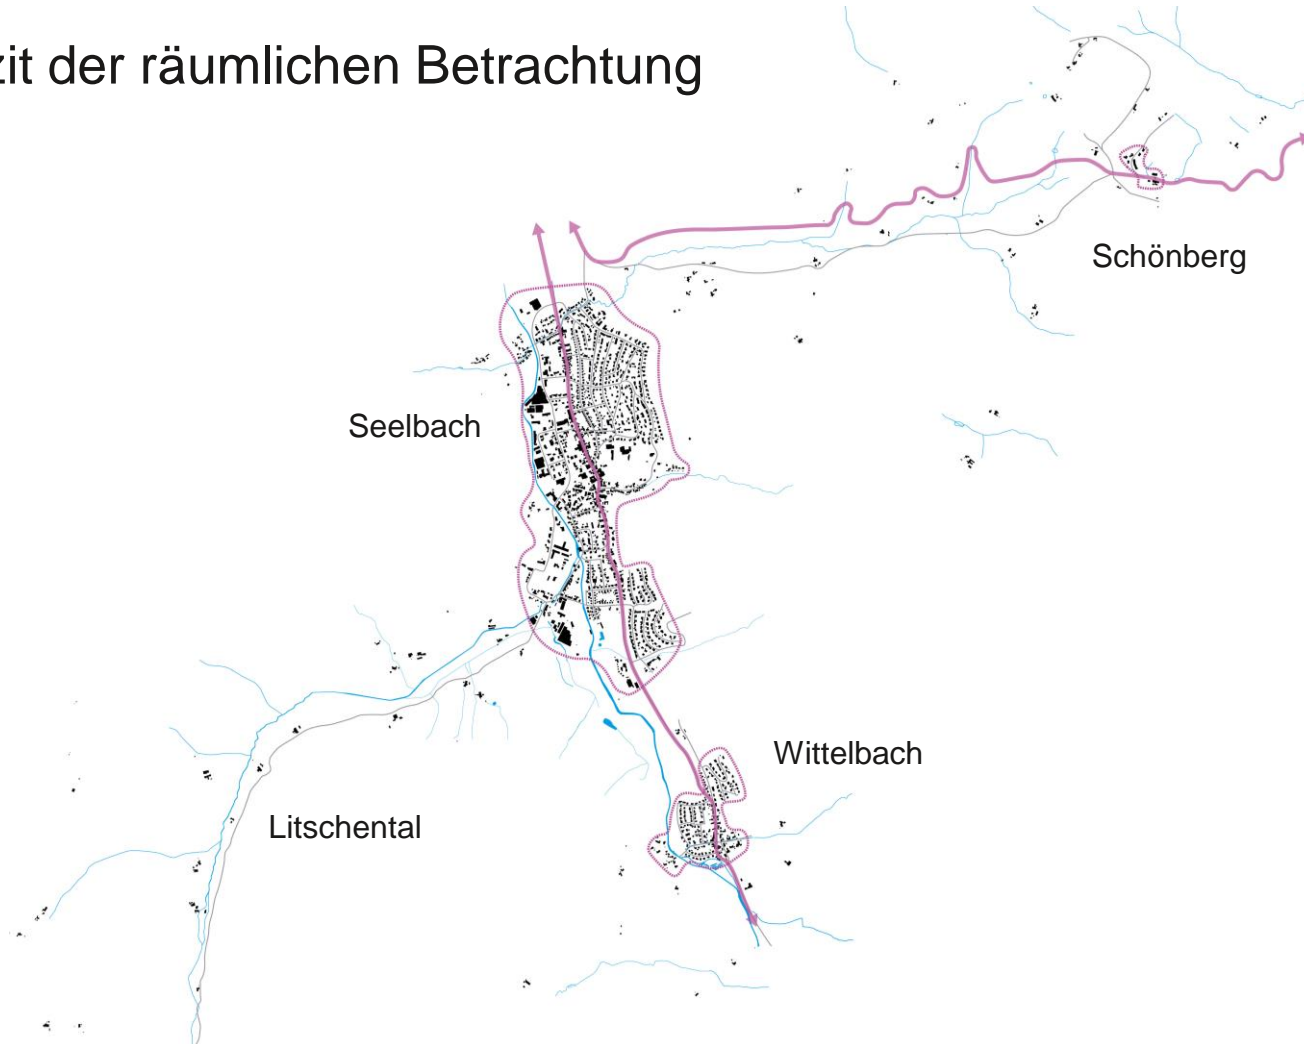 zit der räumlichen Betrachtung
Schönberg
Seelbach
Wittelbach
Litschental